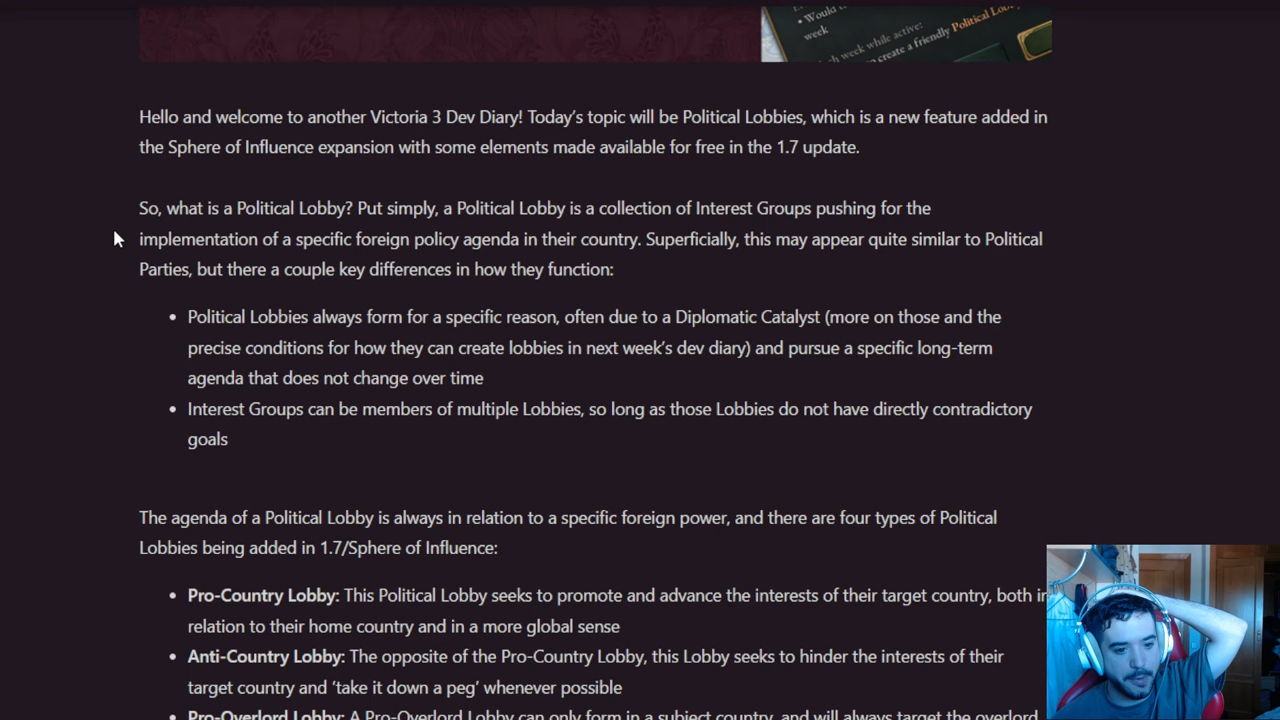 • Would
week
week while active:
to create a friendly Political Lobby
Hello and welcome to another Victoria 3 Dev Diary! Today’s topic will be Political Lobbies, which is a new feature added in
the Sphere of Influence expansion with some elements made available for free in the 1.7 update.
So, what is a Political Lobby? Put simply, a Political Lobby is a collection of Interest Groups pushing for the
implementation of a specific foreign policy agenda in their country. Superficially, this may appear quite similar to Political
Parties, but there a couple key differences in how they function:
• Political Lobbies always form for a specific reason, often due to a Diplomatic Catalyst (more on those and the
precise conditions for how they can create lobbies in next week’s dev diary) and pursue a specific long-term
agenda that does not change over time
• Interest Groups can be members of multiple Lobbies, so long as those Lobbies do not have directly contradictory
goals
The agenda of a Political Lobby is always in relation to a specific foreign power, and there are four types of Political
Lobbies being added in 1.7/Sphere of Influence:
• Pro-Country Lobby: This Political Lobby seeks to promote and advance the interests of their target country, both in
relation to their home country and in a more global sense
• Anti-Country Lobby: The opposite of the Pro-Country Lobby, this Lobby seeks to hinder the interests of their
target country and ‘take it down a peg’ whenever possible
• Pro-Overlord Lobby: A Pro-Overlord Lobby can only form in a subject country, and will always target the overlord